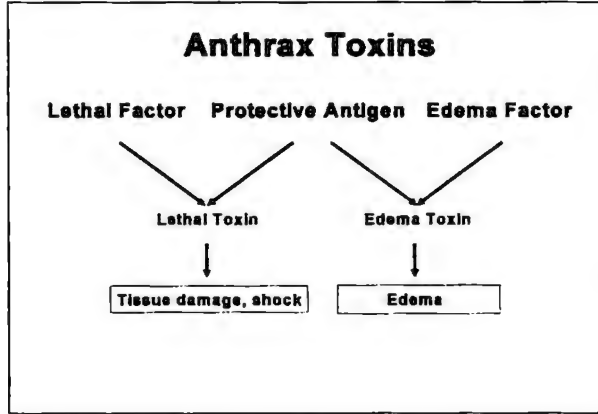 Anthrax Toxins
Lethal Factor Protective Antigen Edema Factor
Lethal Toxin Edema Toxin
Tissue damage, shock Edema